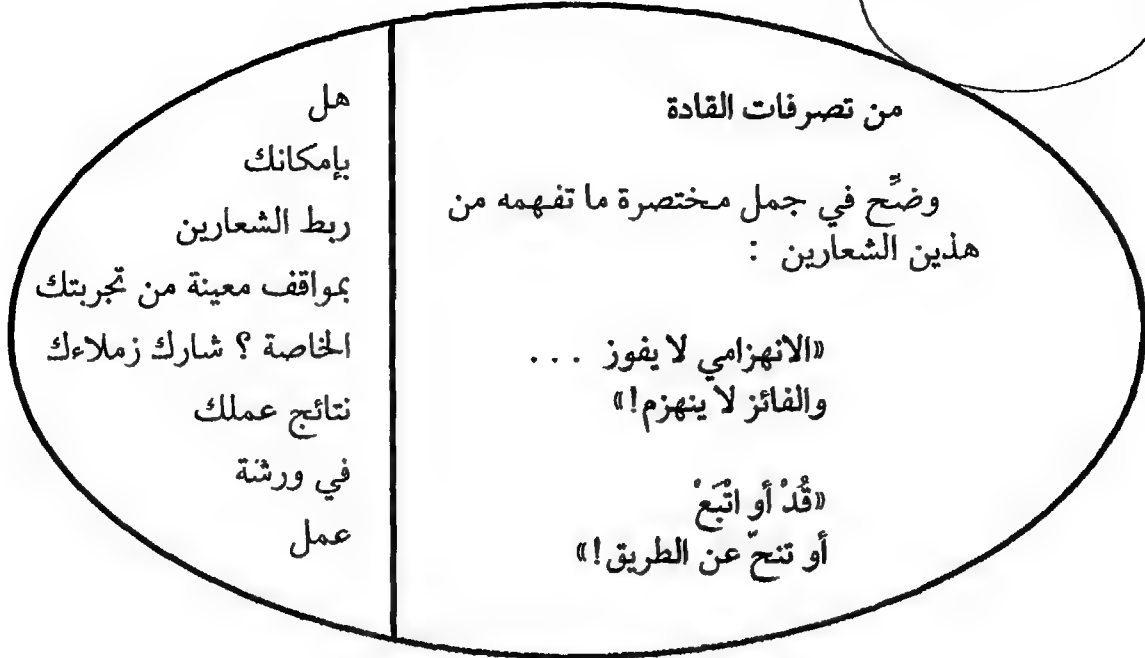 من تصرفات القادة
وضِّح في جمل مختصرة ما تفهمه من
هذين الشعارين :
«الانهزامي لا يفوز ...
والفائز لا ينهزم!»
«قُدْ أو اتْبَعْ
أو تنحّ عن الطريق!»
هل
بإمكانك
ربط الشعارين
بمواقف معينة من تجربتك
الخاصة ؟ شارك زملاءك
نتائج عملك
في ورشة
عمل